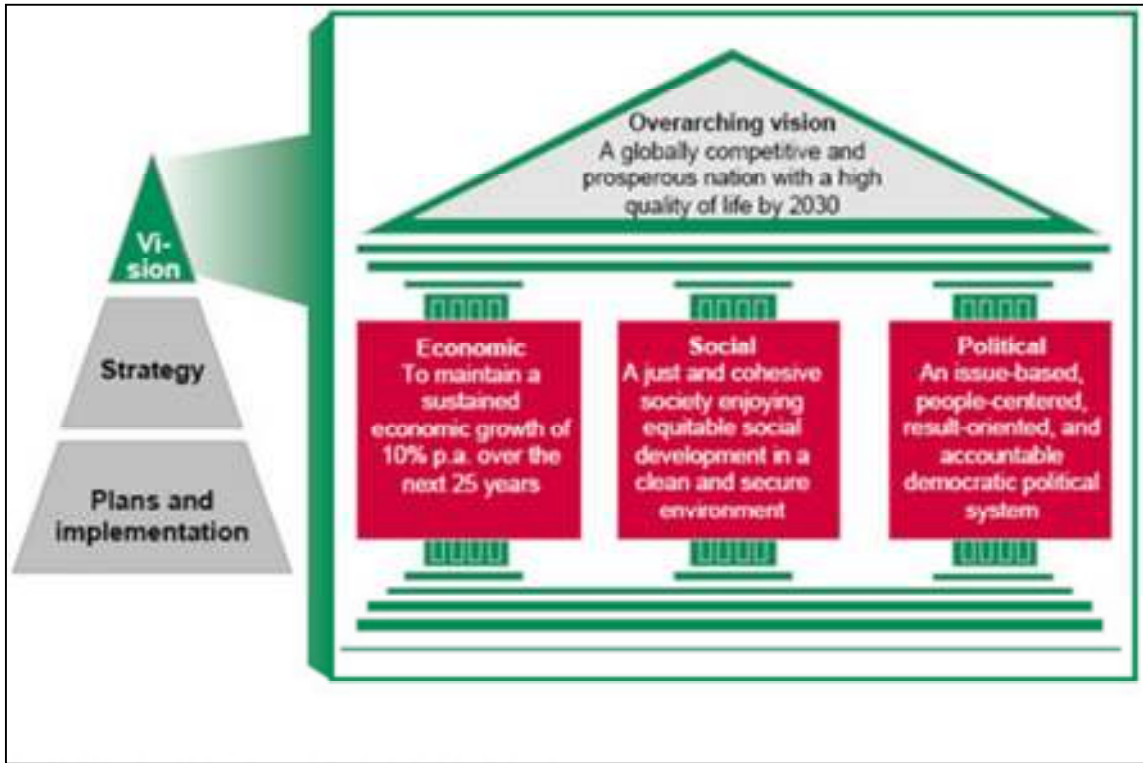 Vi-
sion
Strategy
Plans and
implementation
Overarching vision
A globally competitive and
prosperous nation with a high
quality of life by 2030
Economic
To maintain a
sustained
economic growth of
10% p.a. over the
next 25 years
Social
A just and cohesive
society enjoying
equitable social
development in a
clean and secure
environment
Political
An issue-based,
people-centered,
result-oriented, and
accountable
democratic political
system